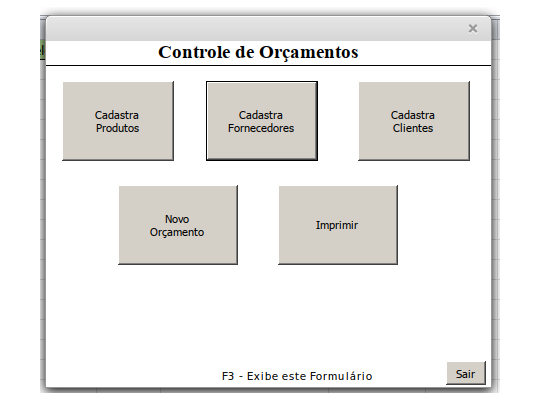 Controle de Orçamentos
Cadastra
Produtos
Cadastra
Fornecedores
Cadastra
Clientes
Novo
Orçamento
Imprimir
F3 - Exibe este Formulário
Sair